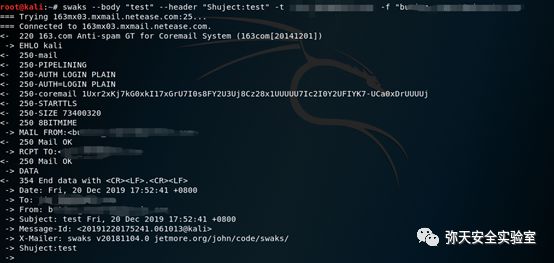 root@kali:~# swaks --body "test" --header "Shuject:test" -t -f "bu
=== Trying 163mx03.mxmail.netease.com:25...
=== Connected to 163mx03.mxmail.netease.com.
<-  220 163.com Anti-spam GT for Coremail System (163com[20141201])
 -> EHLO kali
<-  250-mail
<-  250-PIPELINING
<-  250-AUTH LOGIN PLAIN
<-  250-AUTH=LOGIN PLAIN
<-  250-coremail 1Uxr2xKj7kG0xkI17xGrU7I0s8FY2U3Uj8Cz28x1UUUUU7Ic2I0Y2UFIYK7-UCa0xDrUUUUj
<-  250-STARTTLS
<-  250-SIZE 73400320
<-  250 8BITMIME
 -> MAIL FROM:<bu
<-  250 Mail OK
 -> RCPT TO:<
<-  250 Mail OK
 -> DATA
<-  354 End data with <CR><LF>.<CR><LF>
 -> Date: Fri, 20 Dec 2019 17:52:41 +0800
 -> To:
 -> From: b
 -> Subject: test Fri, 20 Dec 2019 17:52:41 +0800
 -> Message-Id: <20191220175241.061013@kali>
 -> X-Mailer: swaks v20181104.0 jetmore.org/john/code/swaks/
 -> Shuject:test
 ->
弥天安全实验室